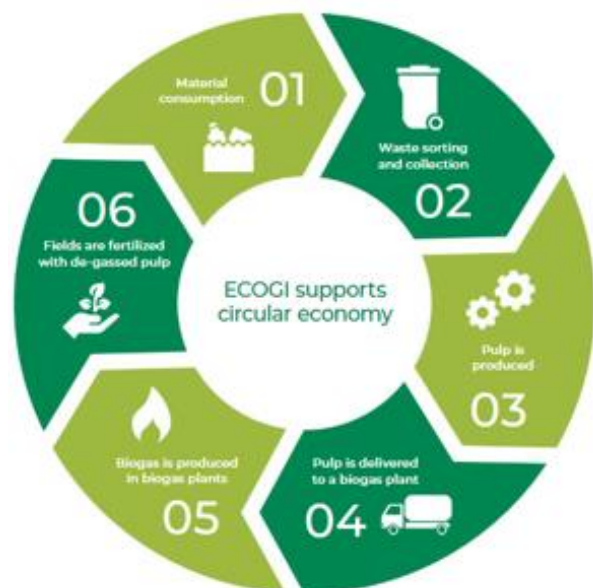 Material
consumption
01
Waste sorting
and collection
02
Pulp is
produced
03
Pulp is delivered
to a biogas plant
04
Biogas is produced
in biogas plants
05
06
Fields are fertilized
with de-gassed pulp
ECOGI supports
circular economy